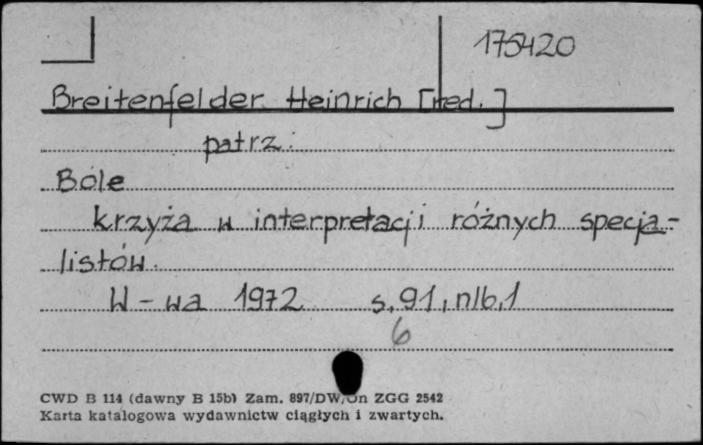 175420
Breitenfelder Heinrich [red.]
patrz:
Bóle
krzyża w interpretacji różnych specja-
listów.
W-wa 1972 s. 91, nlb. 1
6
CWD B 114 (dawny B 15b) Zam. 897/DW/On ZGG 2542
Karta katalogowa wydawnictw ciągłych i zwartych.